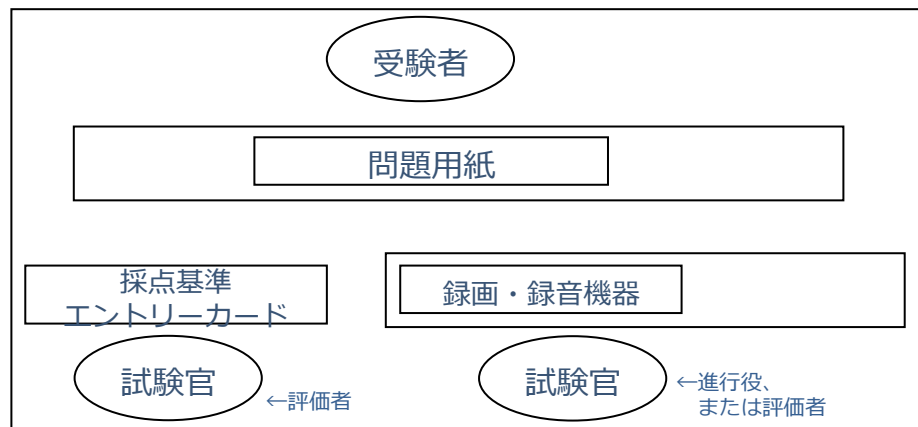 受験者
問題用紙
採点基準
エントリーカード
録画・録音機器
試験官
←評価者
試験官
←進行役、
または評価者